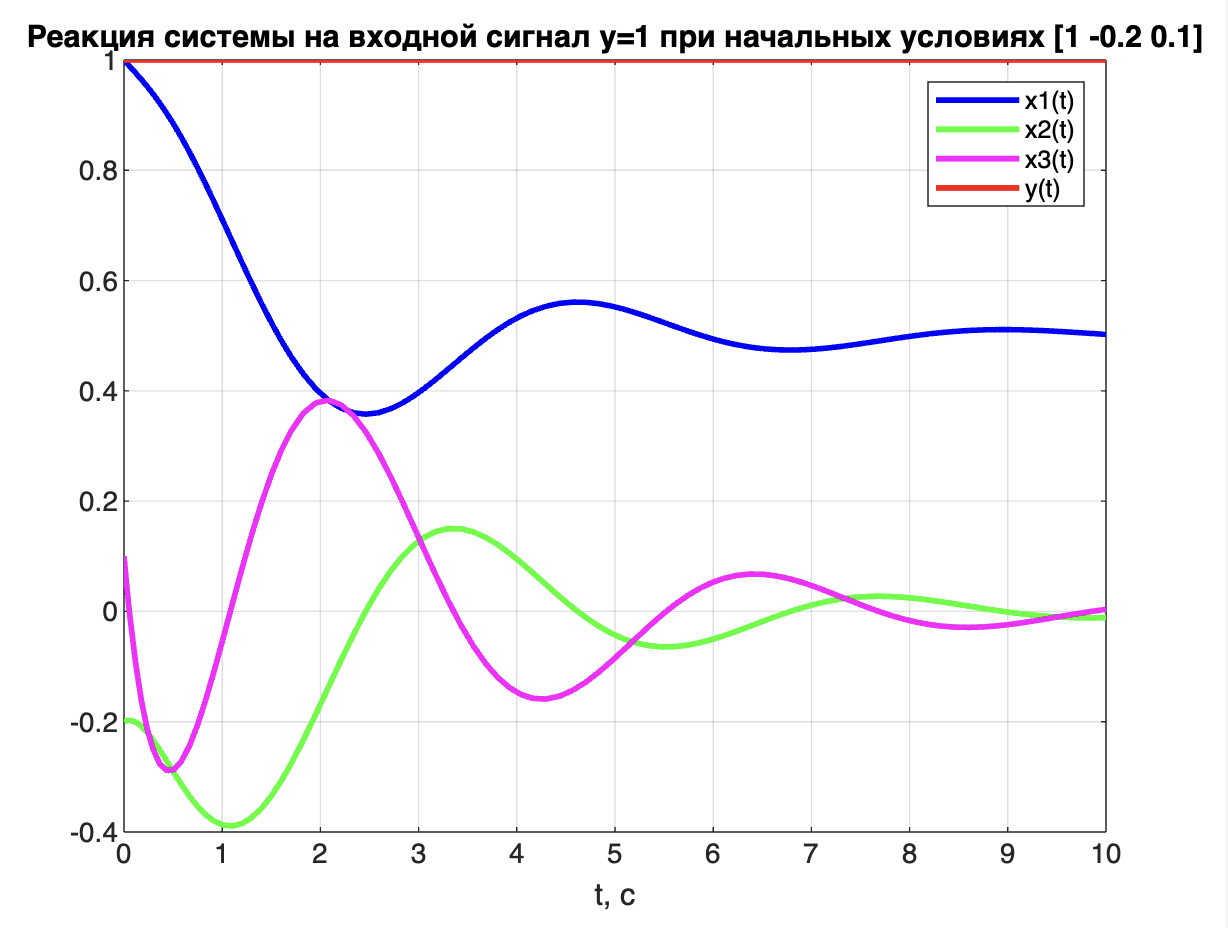 Реакция системы на входной сигнал y=1 при начальных условиях [1 -0.2 0.1]
1
0.8
0.6
0.4
0.2
0
-0.2
-0.4
x1(t)
x2(t)
x3(t)
y(t)
0 1 2 3 4 5 6 7 8 9 10
t, c